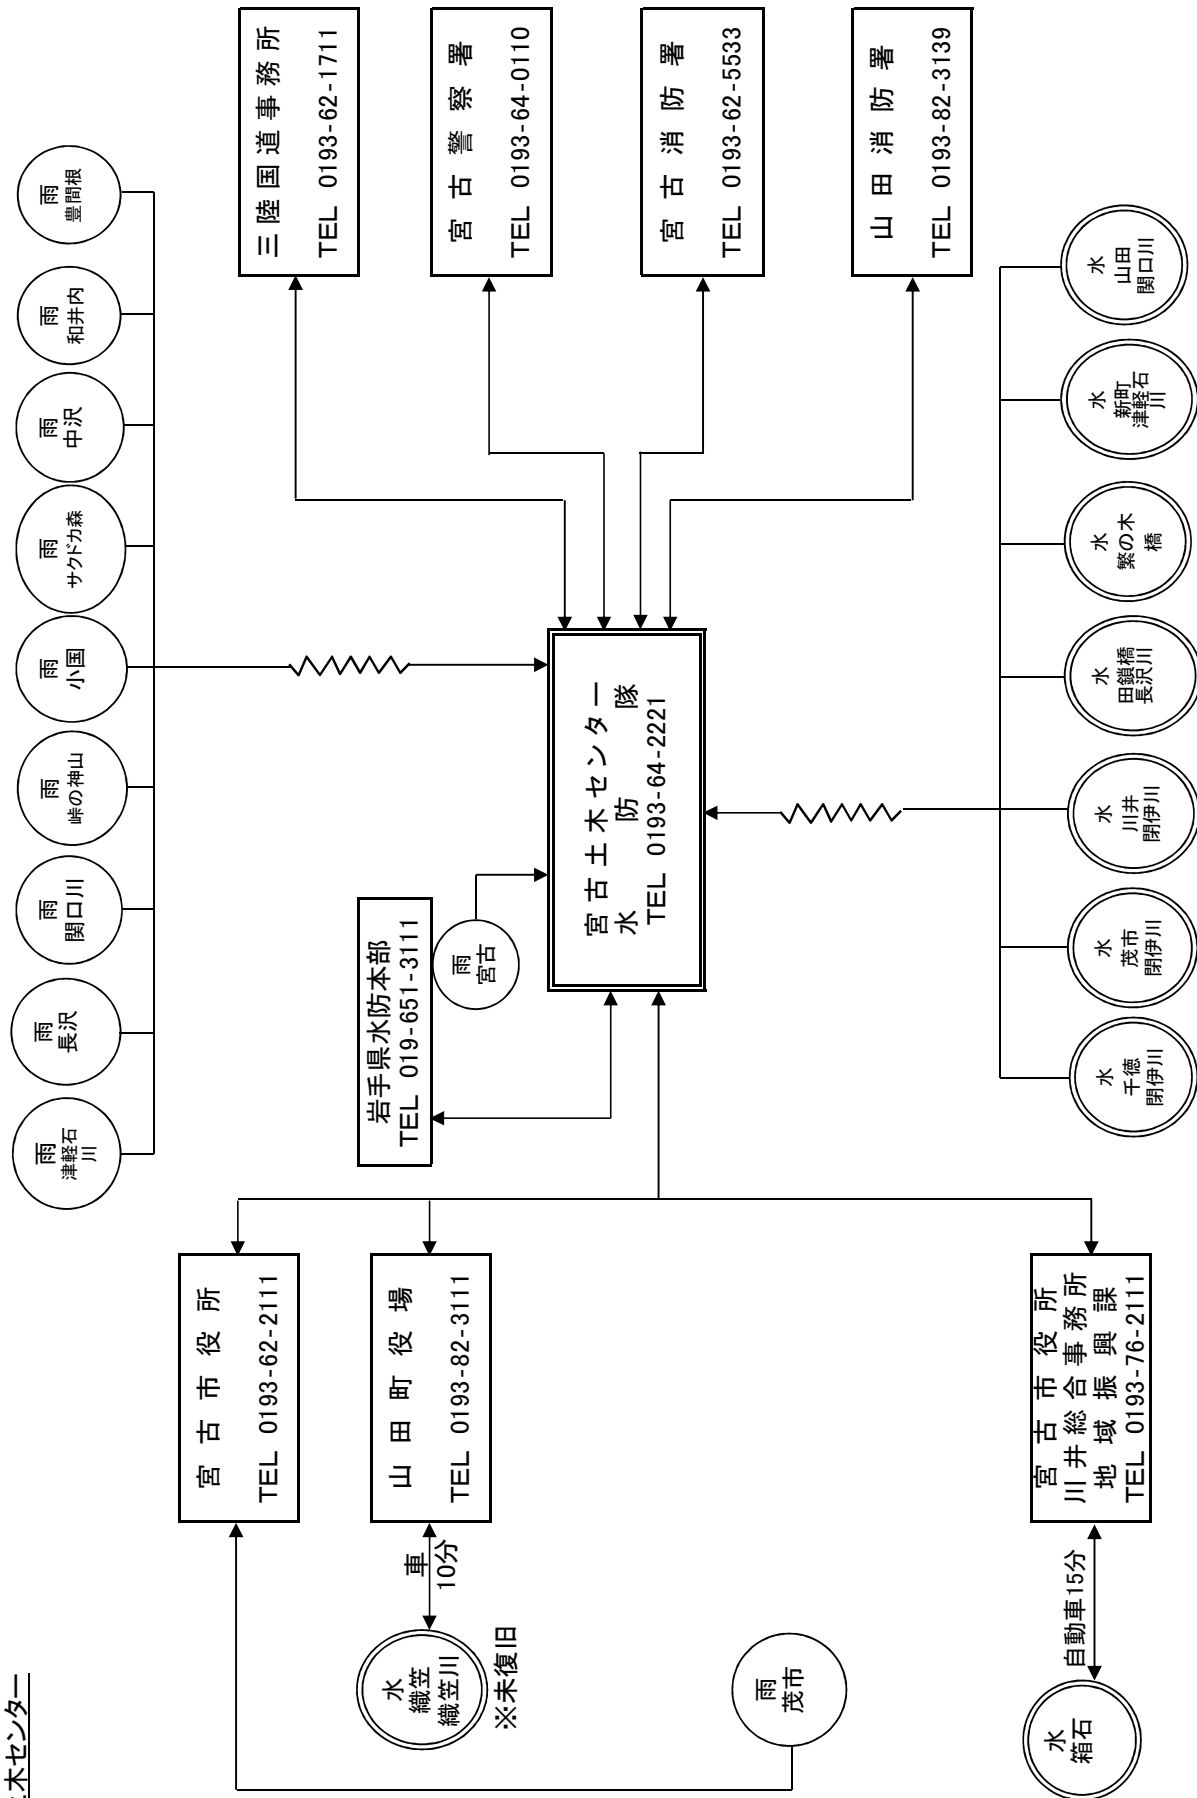 土木センター
雨
津軽石
川
雨
長沢
雨
関口川
雨
峠の神山
雨
小国
雨
サクドカ森
雨
中沢
雨
和井内
雨
豊間根
宮古市役所
TEL 0193-62-2111
三陸国道事務所
TEL 0193-62-1711
山田町役場
TEL 0193-82-3111
車
10分
水
織笠
織笠川
※未復旧
岩手県水防本部
TEL 019-651-3111
雨
宮古
宮古警察署
TEL 0193-64-0110
宮古土木センター
水防隊
TEL 0193-64-2221
宮古消防署
TEL 0193-62-5533
雨
茂市
山田消防署
TEL 0193-82-3139
宮古市役所
川井総合事務所
地域振興課
TEL 0193-76-2111
自動車15分
水
箱石
水
千徳
閉伊川
水
茂市
閉伊川
水
川井
閉伊川
水
田鎖橋
長沢川
水
繁の木
橋
水
新町
津軽石
川
水
山田
関口川